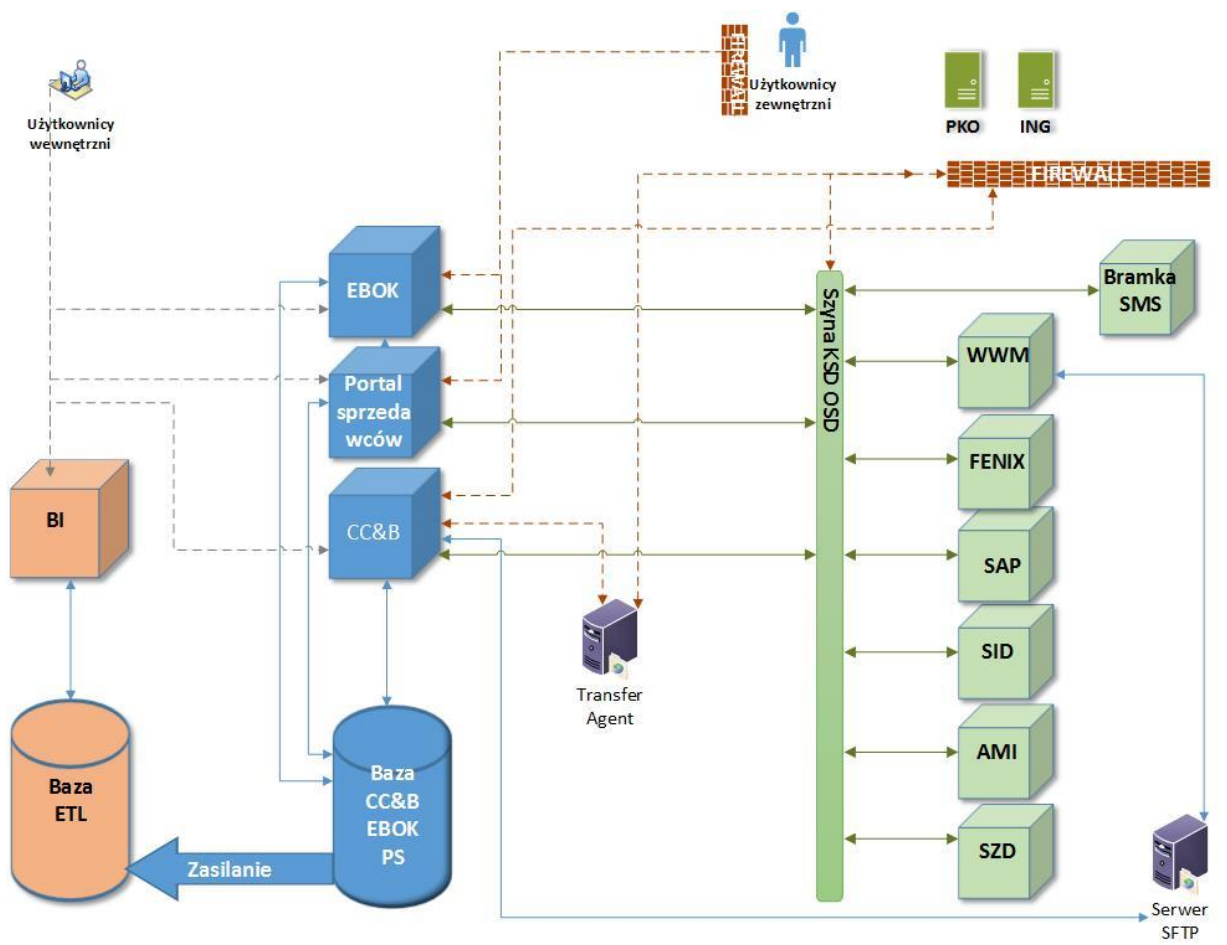 FIREWALL
Użytkownicy
zewnętrzni
Użytkownicy
wewnętrzni
PKO
ING
FIREWALL
EBOK
Portal
sprzeda
wców
CC&B
BI
Szyna KSD OSD
Bramka
SMS
WWM
FENIX
SAP
SID
AMI
SZD
Transfer
Agent
Baza
ETL
Baza
CC&B
EBOK
PS
Zasilanie
Serwer
SFTP